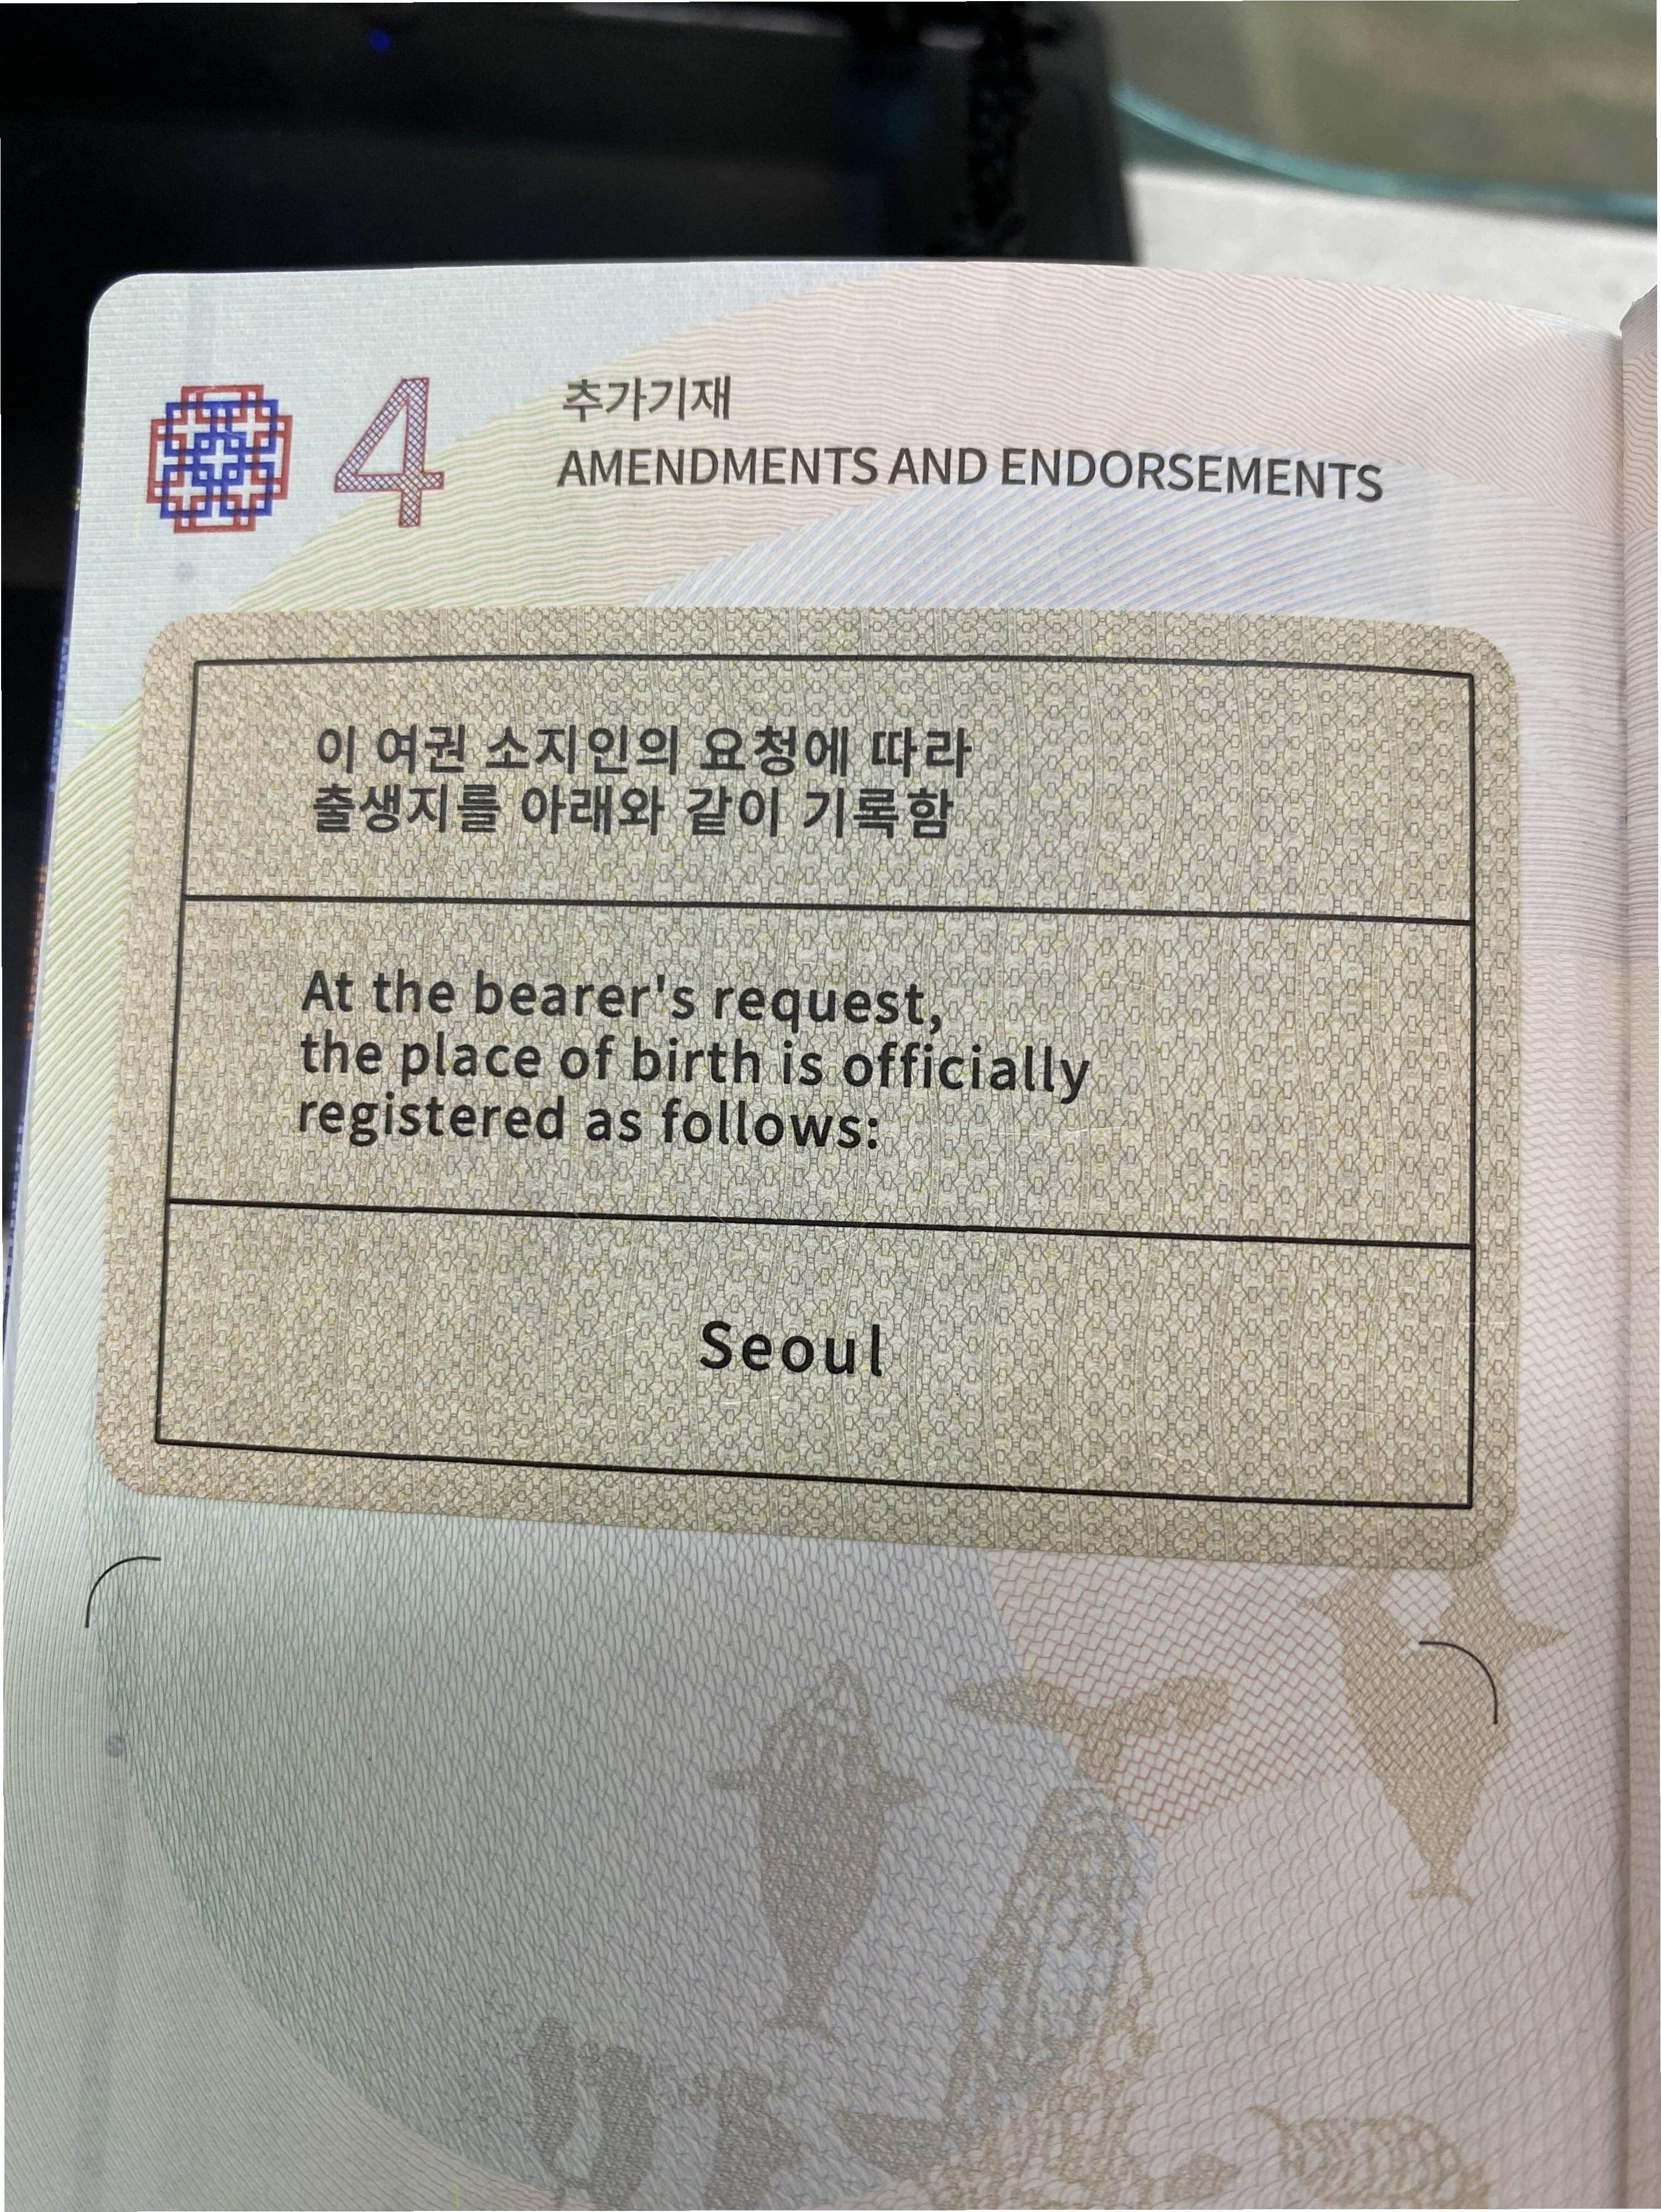 4
추가기재
AMENDMENTS AND ENDORSEMENTS
이 여권 소지인의 요청에 따라
출생지를 아래와 같이 기록함
At the bearer's request,
the place of birth is officially
registered as follows:
Seoul